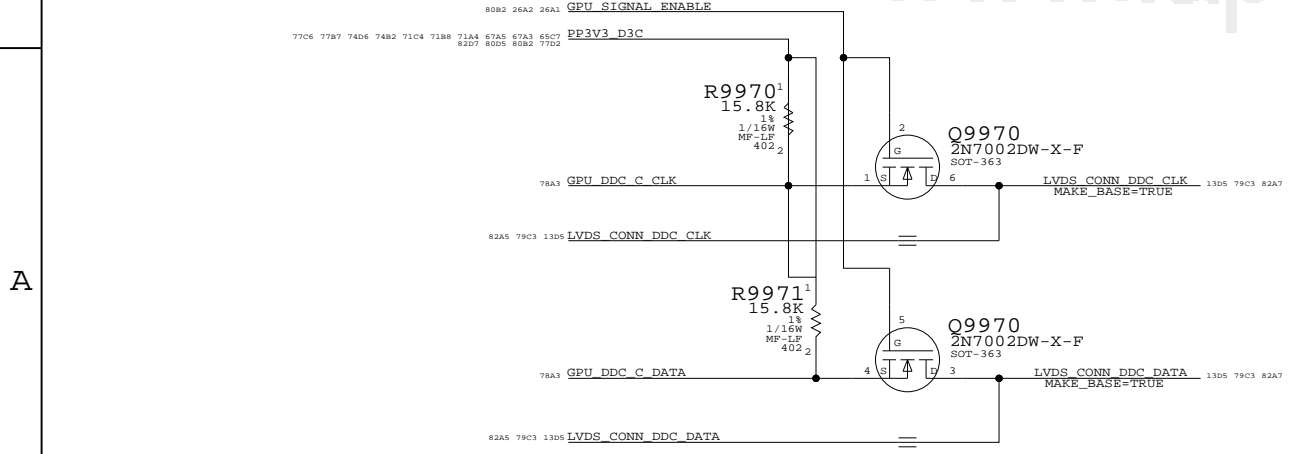 80B2 26A2 26A1 GPU_SIGNAL_ENABLE
77C6 77B7 74D6 74B2 71C4 71B8 71A4 67A5 67A3 65C7 PP3V3_D3C
82D7 80D5 80B2 77D2
R9970 1
15.8K
1%
1/16W
MF-LF
402 2
2
G
Q9970
2N7002DW-X-F
SOT-363
78A3 GPU_DDC_C_CLK
1 S D 6
LVDS_CONN_DDC_CLK 13D5 79C3 82A7
MAKE_BASE=TRUE
82A5 79C3 13D5 LVDS_CONN_DDC_CLK
A
R9971 1
15.8K
1%
1/16W
MF-LF
402 2
5
G
Q9970
2N7002DW-X-F
SOT-363
78A3 GPU_DDC_C_DATA
4 S D 3
LVDS_CONN_DDC_DATA 13D5 79C3 82A7
MAKE_BASE=TRUE
82A5 79C3 13D5 LVDS_CONN_DDC_DATA